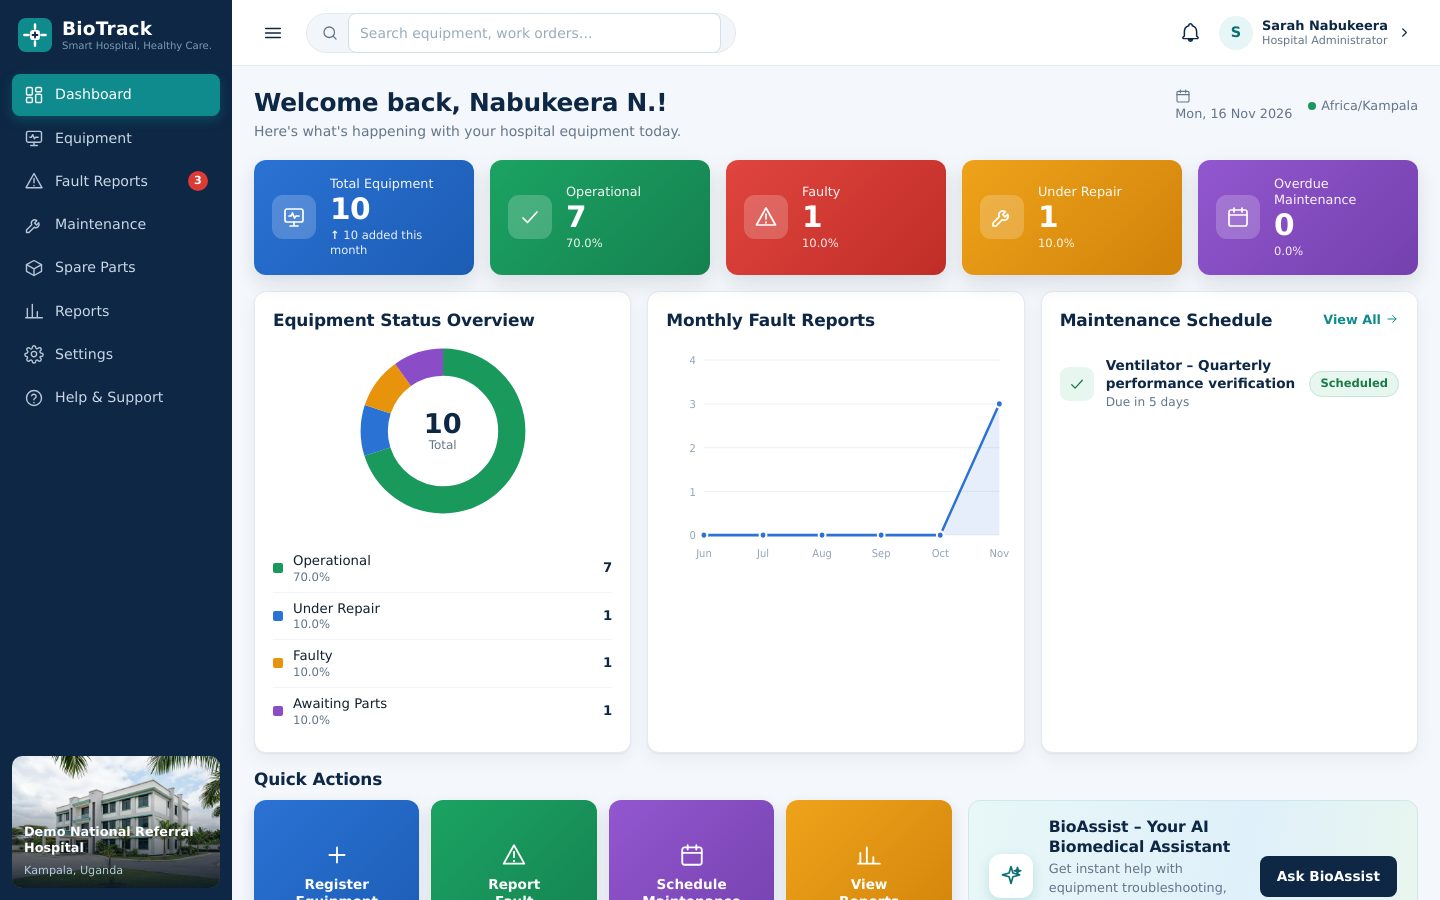 BioTrack
Smart Hospital, Healthy Care.
Dashboard
Equipment
Fault Reports
3
Maintenance
Spare Parts
Reports
Settings
Help & Support
Demo National Referral
Hospital
Kampala, Uganda
Search equipment, work orders...
S
Sarah Nabukeera
Hospital Administrator
Welcome back, Nabukeera N.!
Here's what's happening with your hospital equipment today.
Mon, 16 Nov 2026
Africa/Kampala
Total Equipment
10
↑ 10 added this
month
Operational
7
70.0%
Faulty
1
10.0%
Under Repair
1
10.0%
Overdue
Maintenance
0
0.0%
Equipment Status Overview
10
Total
Operational
70.0%
7
Under Repair
10.0%
1
Faulty
10.0%
1
Awaiting Parts
10.0%
1
Monthly Fault Reports
4
3
2
1
0
Jun Jul Aug Sep Oct Nov
Maintenance Schedule
View All →
Ventilator – Quarterly
performance verification
Due in 5 days
Scheduled
Quick Actions
Register
Equipment
Report
Fault
Schedule
Maintenance
View
Reports
BioAssist – Your AI
Biomedical Assistant
Get instant help with
equipment troubleshooting,
Ask BioAssist